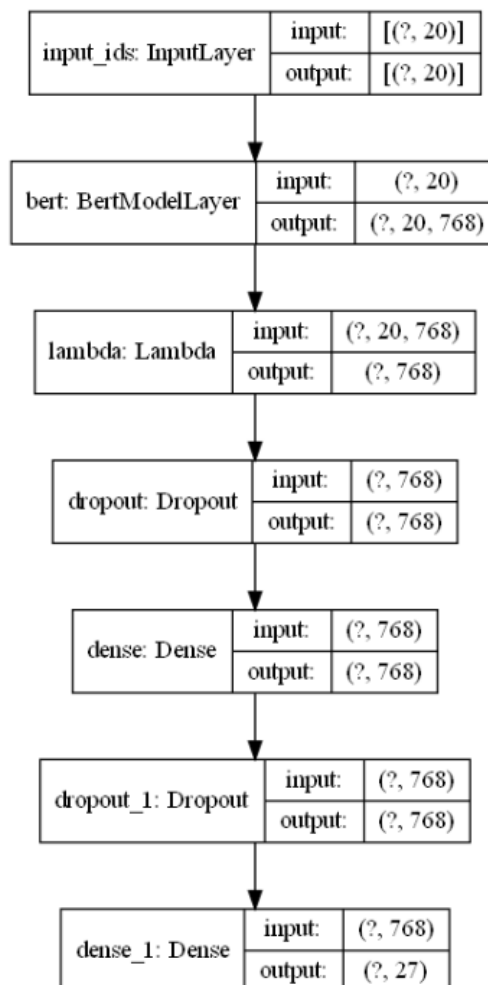 input_ids: InputLayer
input: [(?, 20)]
output: [(?, 20)]
bert: BertModelLayer
input: (?, 20)
output: (?, 20, 768)
lambda: Lambda
input: (?, 20, 768)
output: (?, 768)
dropout: Dropout
input: (?, 768)
output: (?, 768)
dense: Dense
input: (?, 768)
output: (?, 768)
dropout_1: Dropout
input: (?, 768)
output: (?, 768)
dense_1: Dense
input: (?, 768)
output: (?, 27)